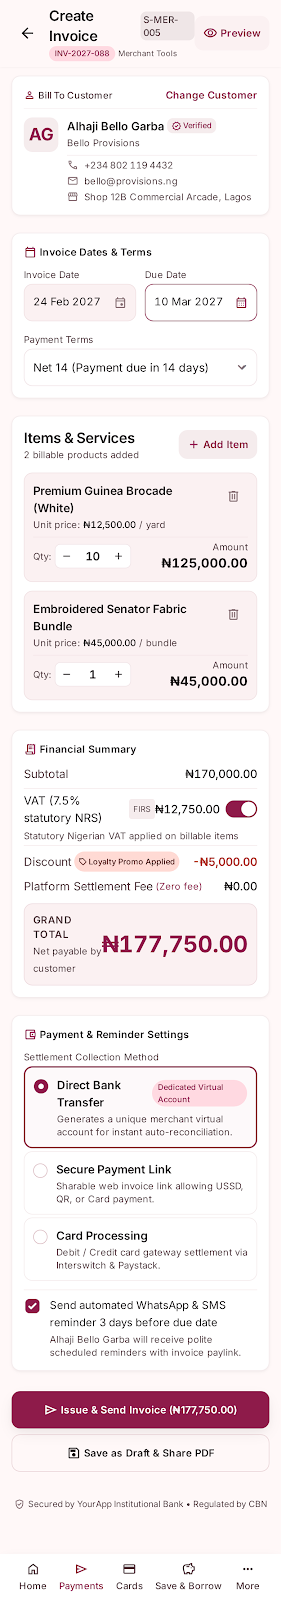 Create
Invoice
S-MER-
005
Preview
INV-2027-088 Merchant Tools
Bill To Customer
Change Customer
AG
Alhaji Bello Garba
Verified
Bello Provisions
+234 802 119 4432
bello@provisions.ng
Shop 12B Commercial Arcade, Lagos
Invoice Dates & Terms
Invoice Date
Due Date
24 Feb 2027
10 Mar 2027
Payment Terms
Net 14 (Payment due in 14 days)
Items & Services
2 billable products added
+ Add Item
Premium Guinea Brocade
(White)
Unit price: ₦12,500.00 / yard
Qty: − 10 +
Amount
₦125,000.00
Embroidered Senator Fabric
Bundle
Unit price: ₦45,000.00 / bundle
Qty: − 1 +
Amount
₦45,000.00
Financial Summary
Subtotal ₦170,000.00
VAT (7.5%
statutory NRS)
FIRS ₦12,750.00
Statutory Nigerian VAT applied on billable items
Discount Loyalty Promo Applied -₦5,000.00
Platform Settlement Fee (Zero fee) ₦0.00
GRAND
TOTAL
Net payable by
customer
₦177,750.00
Payment & Reminder Settings
Settlement Collection Method
Direct Bank
Transfer
Dedicated Virtual
Account
Generates a unique merchant virtual
account for instant auto-reconciliation.
Secure Payment Link
Sharable web invoice link allowing USSD,
QR, or Card payment.
Card Processing
Debit / Credit card gateway settlement via
Interswitch & Paystack.
Send automated WhatsApp & SMS
reminder 3 days before due date
Alhaji Bello Garba will receive polite
scheduled reminders with invoice paylink.
Issue & Send Invoice (₦177,750.00)
Save as Draft & Share PDF
Secured by YourApp Institutional Bank • Regulated by CBN
Home
Payments
Cards
Save & Borrow
More